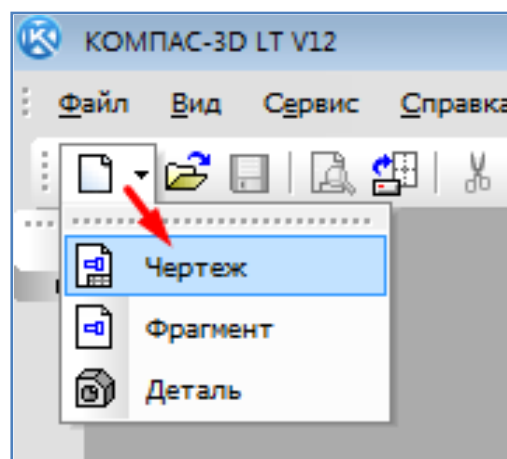 КОМПАС-3D LT V12
Файл Вид Сервис Справка
Чертеж
Фрагмент
Деталь